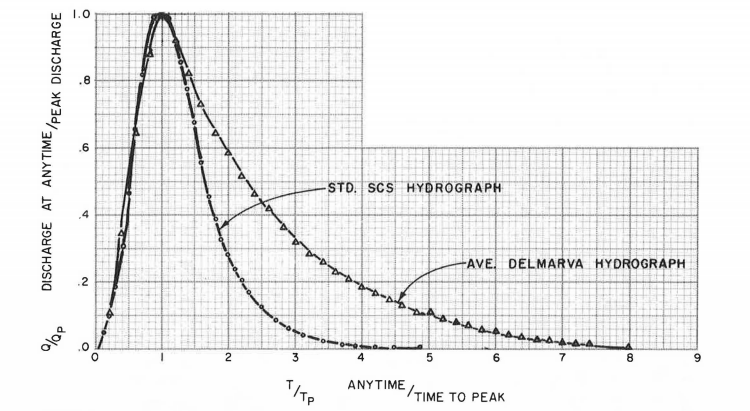 DISCHARGE AT ANYTIME/PEAK DISCHARGE
Q/QP
1.0
.8
.6
.4
.2
.0
STD. SCS HYDROGRAPH
AVE. DELMARVA HYDROGRAPH
0 1 2 3 4 5 6 7 8 9
T/TP ANYTIME/TIME TO PEAK